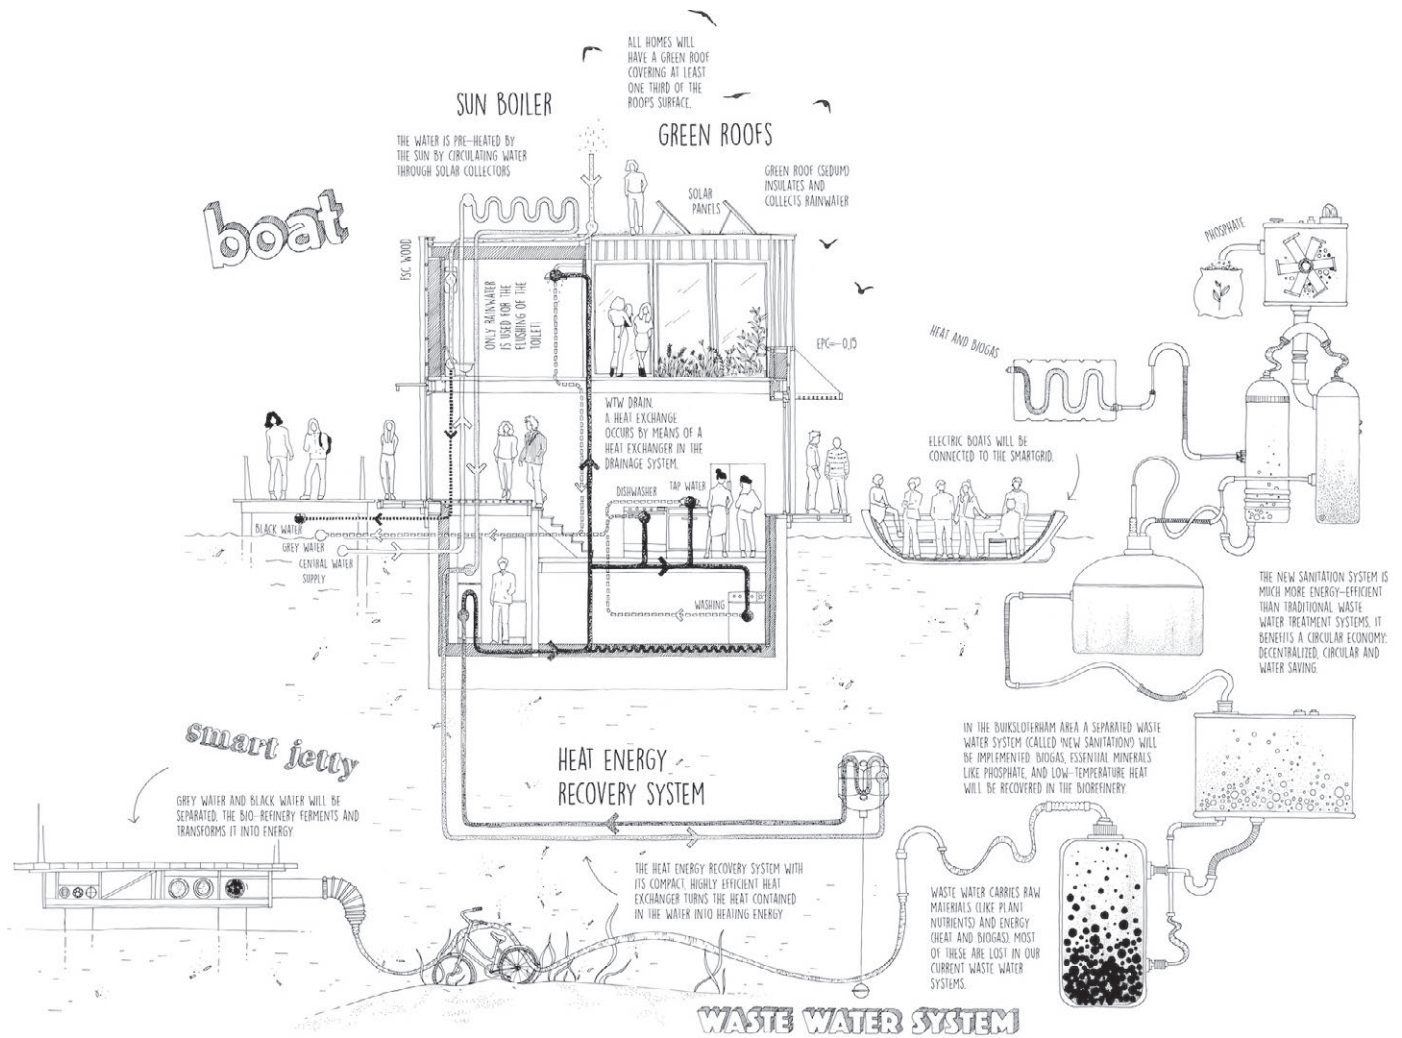 ALL HOMES WILL
HAVE A GREEN ROOF
COVERING AT LEAST
ONE THIRD OF THE
ROOFS SURFACE.
SUN BOILER
THE WATER IS PRE-HEATED BY
THE SUN BY CIRCULATING WATER
THROUGH SOLAR COLLECTORS
GREEN ROOFS
GREEN ROOF (SEDUM)
INSULATES AND
COLLECTS RAINWATER
SOLAR
PANELS
boat
FSC WOOD
ONLY RAINWATER
IS USED FOR THE
FLUSHING OF THE
TOILET!
EPC=-0,15
PHOSPHATE
HEAT AND BIOGAS
WTW DRAIN.
A HEAT EXCHANGE
OCCURS BY MEANS OF A
HEAT EXCHANGER IN THE
DRAINAGE SYSTEM.
DISHWASHER
TAP WATER
WASHING
BLACK WATER
GREY WATER
CENTRAL WATER
SUPPLY
ELECTRIC BOATS WILL BE
CONNECTED TO THE SMARTGRID.
THE NEW SANITATION SYSTEM IS
MUCH MORE ENERGY-EFFICIENT
THAN TRADITIONAL WASTE
WATER TREATMENT SYSTEMS. IT
BENEFITS A CIRCULAR ECONOMY:
DECENTRALIZED, CIRCULAR AND
WATER SAVING.
smart jetty
GREY WATER AND BLACK WATER WILL BE
SEPARATED. THE BIO-REFINERY FERMENTS AND
TRANSFORMS IT INTO ENERGY.
HEAT ENERGY
RECOVERY SYSTEM
THE HEAT ENERGY RECOVERY SYSTEM WITH
ITS COMPACT, HIGHLY EFFICIENT HEAT
EXCHANGER TURNS THE HEAT CONTAINED
IN THE WATER INTO HEATING ENERGY
IN THE BUIKSLOTERHAM AREA A SEPARATED WASTE
WATER SYSTEM (CALLED 'NEW SANITATION') WILL
BE IMPLEMENTED. BIOGAS, ESSENTIAL MINERALS
LIKE PHOSPHATE, AND LOW-TEMPERATURE HEAT
WILL BE RECOVERED IN THE BIOREFINERY.
WASTE WATER CARRIES RAW
MATERIALS (LIKE PLANT
NUTRIENTS) AND ENERGY
(HEAT AND BIOGAS). MOST
OF THESE ARE LOST IN OUR
CURRENT WASTE WATER
SYSTEMS.
WASTE WATER SYSTEM